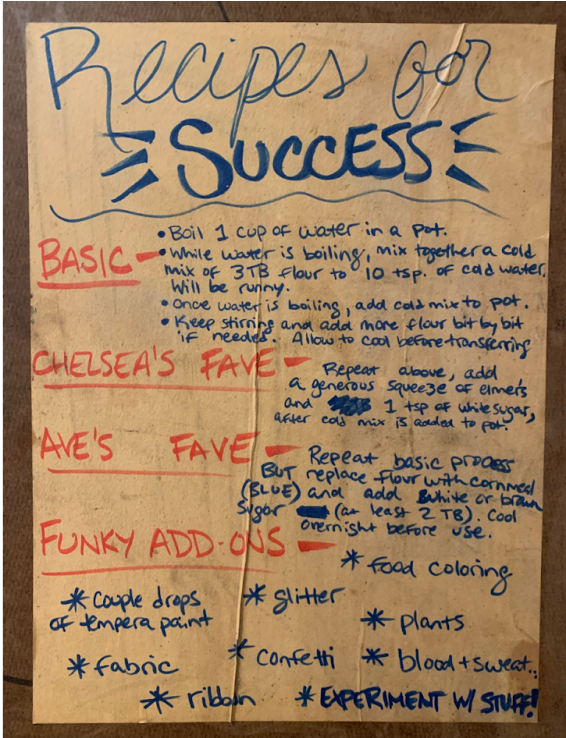 Recipes for
SUCCESS
BASIC - • Boil 1 cup of water in a pot.
• While water is boiling, mix together a cold
mix of 3TB flour to 10 tsp. of cold water.
Will be runny.
• Once water is boiling, add cold mix to pot.
• Keep stirring and add more flour bit by bit
if needed. Allow to cool before transferring
CHELSEA'S FAVE - Repeat above, add
a generous squeeze of elmers
and 1 tsp of white sugar,
after cold mix is added to pot.
AVE'S FAVE - Repeat basic process
BUT replace flour with cornmeal
(BLUE) and add white or brown
sugar (at least 2 TB). Cool
overnight before use.
FUNKY ADD-ONS -
* food coloring
* Couple drops
of tempera paint
* glitter
* plants
* fabric
* confetti
* blood + sweat..
* ribbon
* EXPERIMENT W/ STUFF!